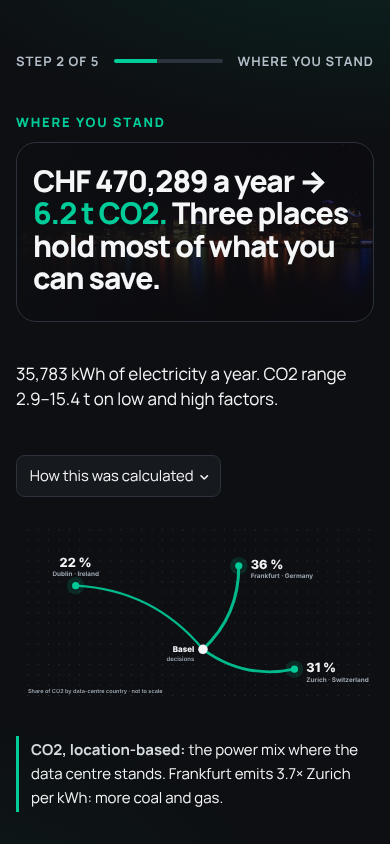 STEP 2 OF 5
WHERE YOU STAND
WHERE YOU STAND
CHF 470,289 a year →
6.2 t CO2. Three places
hold most of what you
can save.
35,783 kWh of electricity a year. CO2 range
2.9–15.4 t on low and high factors.
How this was calculated
22 %
Dublin · Ireland
36 %
Frankfurt · Germany
Basel
decisions
31 %
Zurich · Switzerland
Share of CO2 by data-centre country · not to scale
CO2, location-based: the power mix where the
data centre stands. Frankfurt emits 3.7× Zurich
per kWh: more coal and gas.